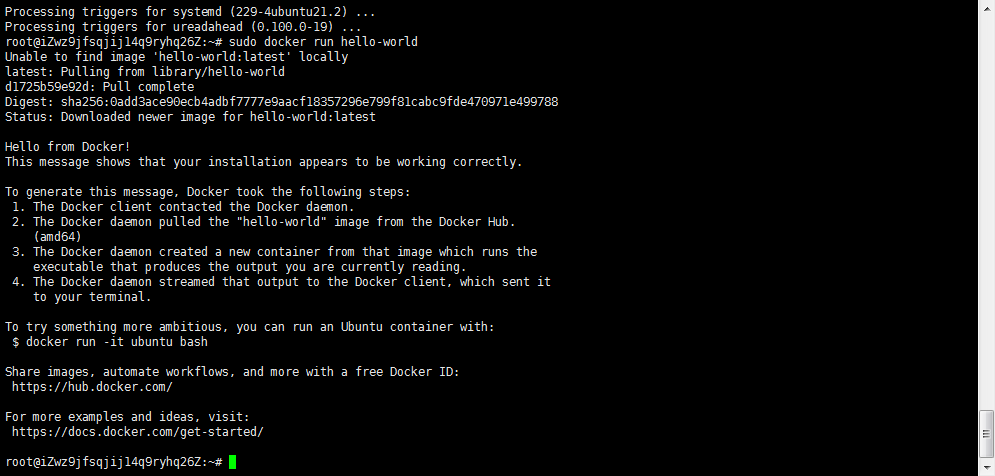 Processing triggers for systemd (229-4ubuntu21.2) ...
Processing triggers for ureadahead (0.100.0-19) ...
root@iZwz9jfsqjij14q9ryhq26Z:~# sudo docker run hello-world
Unable to find image 'hello-world:latest' locally
latest: Pulling from library/hello-world
d1725b59e92d: Pull complete
Digest: sha256:0add3ace90ecb4adbf7777e9aacf18357296e799f81cabc9fde470971e499788
Status: Downloaded newer image for hello-world:latest

Hello from Docker!
This message shows that your installation appears to be working correctly.

To generate this message, Docker took the following steps:
 1. The Docker client contacted the Docker daemon.
 2. The Docker daemon pulled the "hello-world" image from the Docker Hub.
    (amd64)
 3. The Docker daemon created a new container from that image which runs the
    executable that produces the output you are currently reading.
 4. The Docker daemon streamed that output to the Docker client, which sent it
    to your terminal.

To try something more ambitious, you can run an Ubuntu container with:
 $ docker run -it ubuntu bash

Share images, automate workflows, and more with a free Docker ID:
 https://hub.docker.com/

For more examples and ideas, visit:
 https://docs.docker.com/get-started/

root@iZwz9jfsqjij14q9ryhq26Z:~#